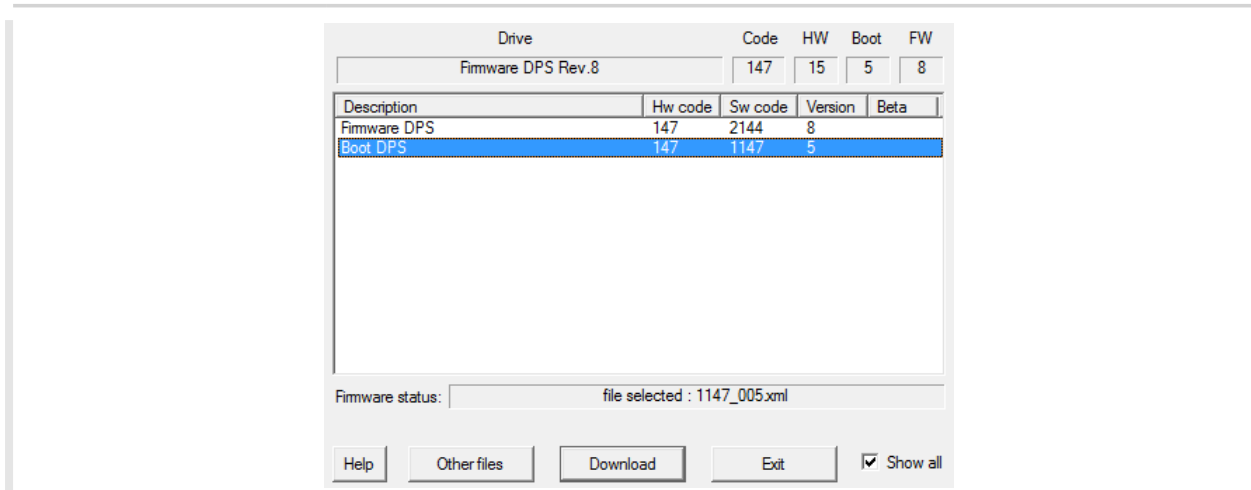 Drive Code HW Boot FW
Firmware DPS Rev.8 147 15 5 8
Description Hw code Sw code Version Beta
Firmware DPS 147 2144 8
Boot DPS 147 1147 5
Firmware status: file selected : 1147_005.xml
Help Other files Download Exit Show all